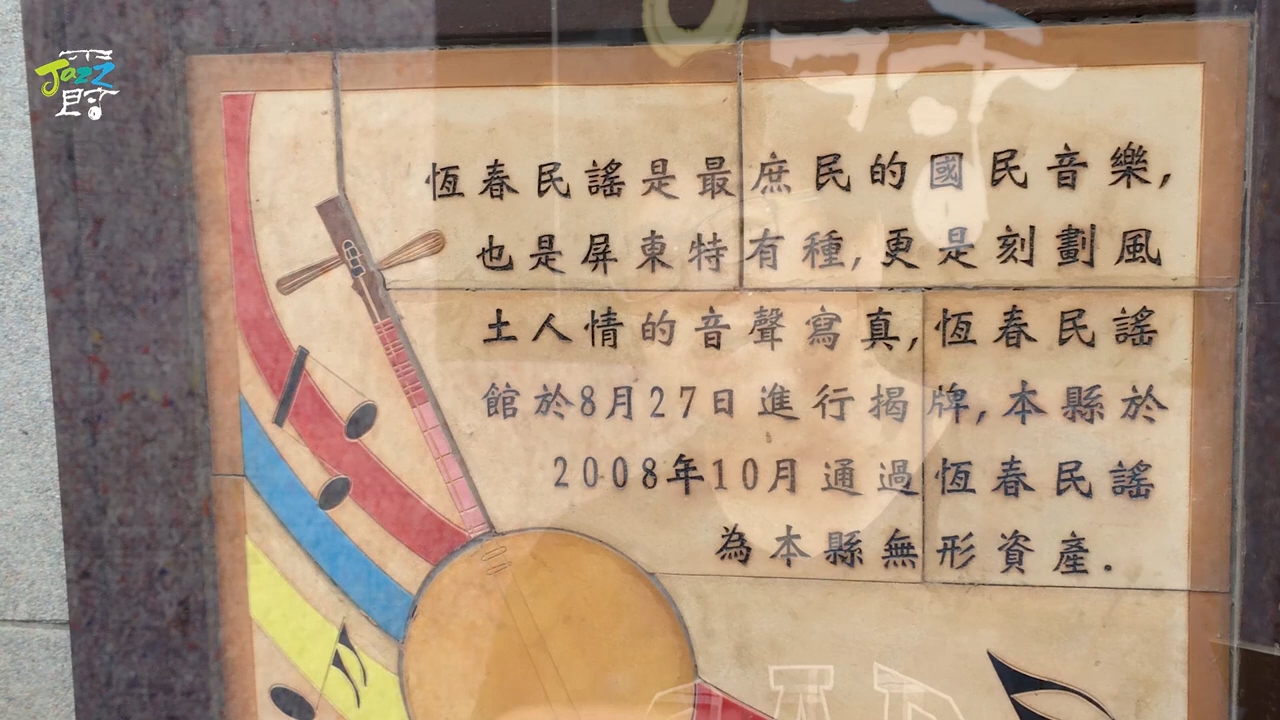 Jazz
恆春民謠是最庶民的國民音樂,
也是屏東特有種,更是刻劃風
土人情的音聲寫真,恆春民謠
館於8月27日進行揭牌,本縣於
2008年10月通過恆春民謠
為本縣無形資產.